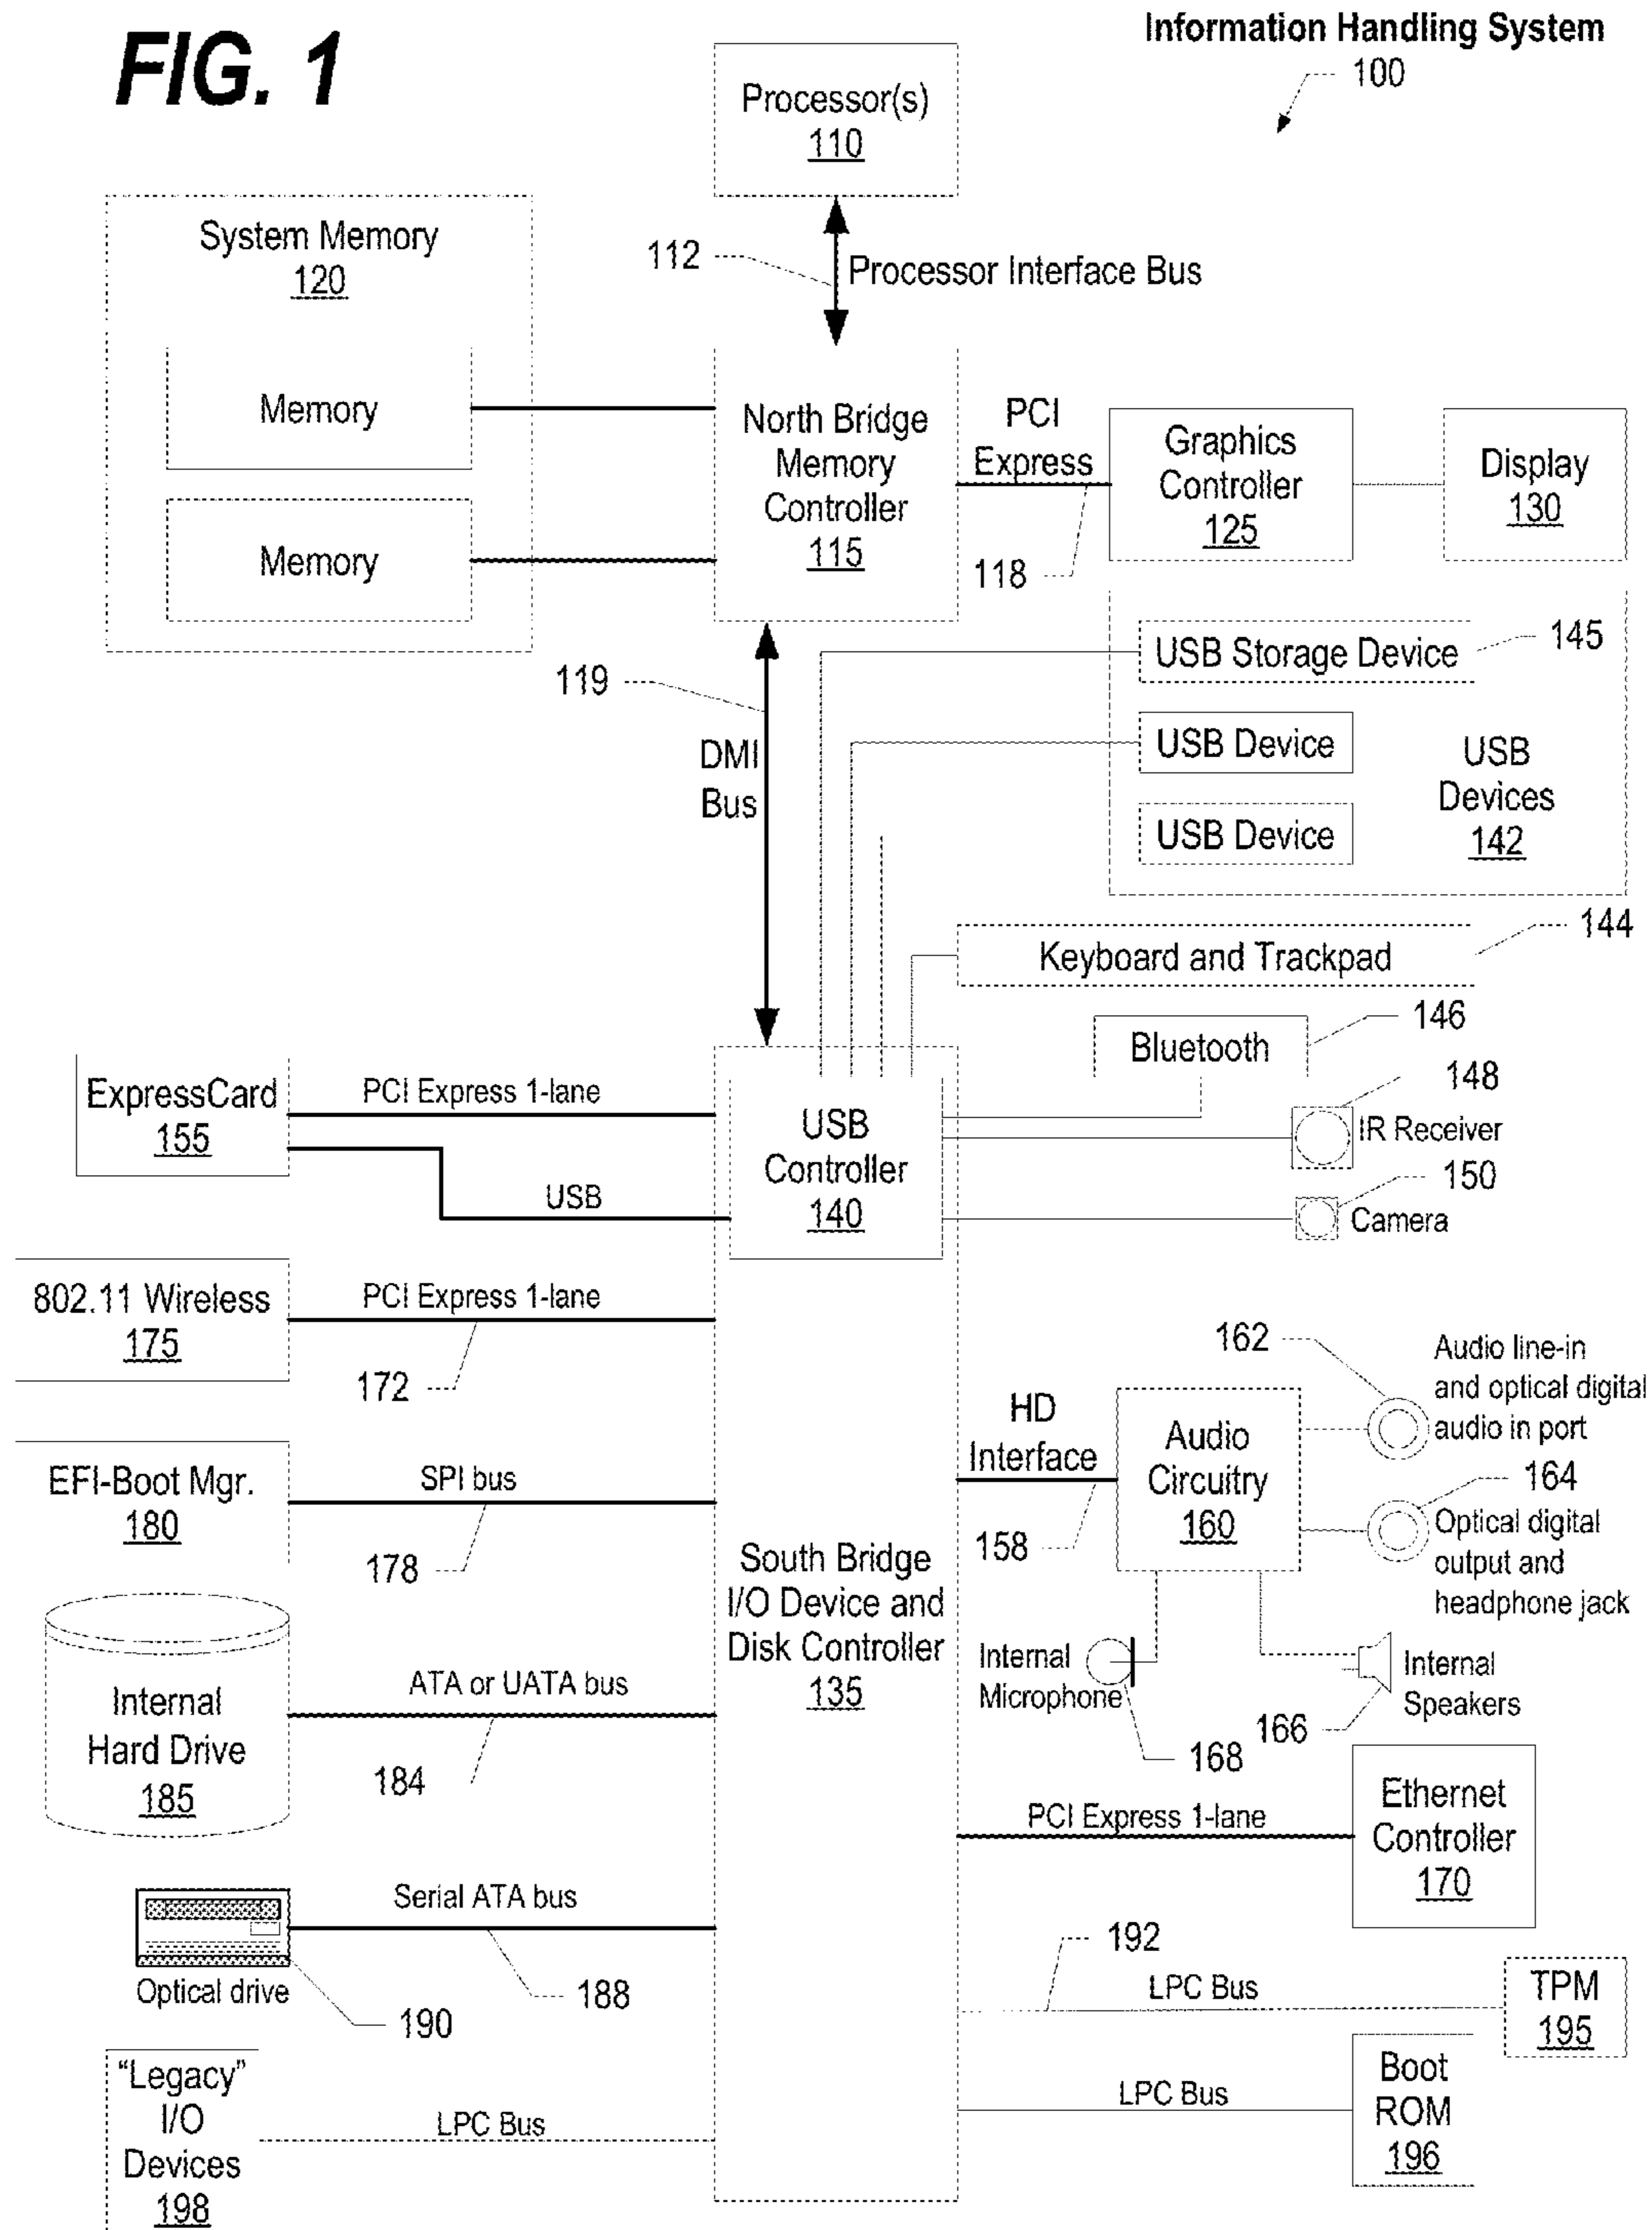 FIG. 1
Information Handling System
100
Processor(s)
110
System Memory
120
112
Processor Interface Bus
Memory
Memory
North Bridge
Memory
Controller
115
PCI
Express
118
Graphics
Controller
125
Display
130
119
DMI
Bus
USB Storage Device
145
USB Device
USB Device
USB
Devices
142
Keyboard and Trackpad
144
Bluetooth
146
148
IR Receiver
150
Camera
ExpressCard
155
PCI Express 1-lane
USB
USB
Controller
140
802.11 Wireless
175
PCI Express 1-lane
172
EFI-Boot Mgr.
180
SPI bus
178
HD
Interface
158
Audio
Circuitry
160
162
Audio line-in
and optical digital
audio in port
164
Optical digital
output and
headphone jack
South Bridge
I/O Device and
Disk Controller
135
Internal
Microphone
168
Internal
Speakers
166
Internal
Hard Drive
185
ATA or UATA bus
184
PCI Express 1-lane
Ethernet
Controller
170
Serial ATA bus
188
Optical drive
190
192
LPC Bus
TPM
195
"Legacy"
I/O
Devices
198
LPC Bus
LPC Bus
Boot
ROM
196